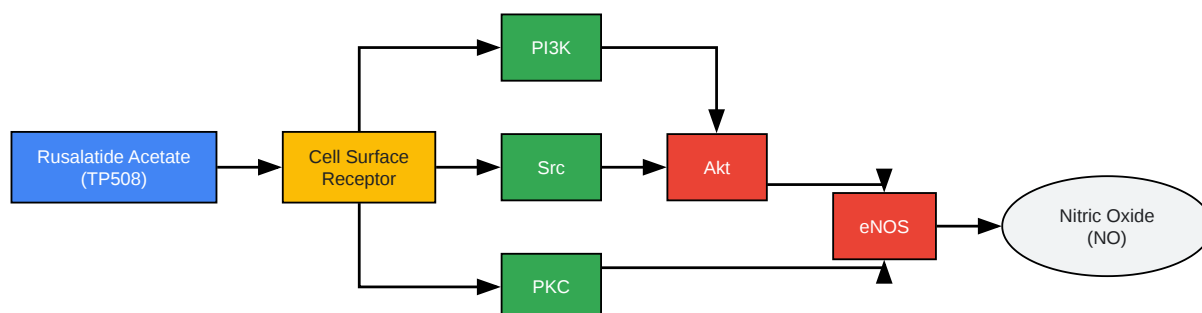 PI3K
Rusalatide Acetate
(TP508)
Cell Surface
Receptor
Src
Akt
eNOS
Nitric Oxide
(NO)
PKC